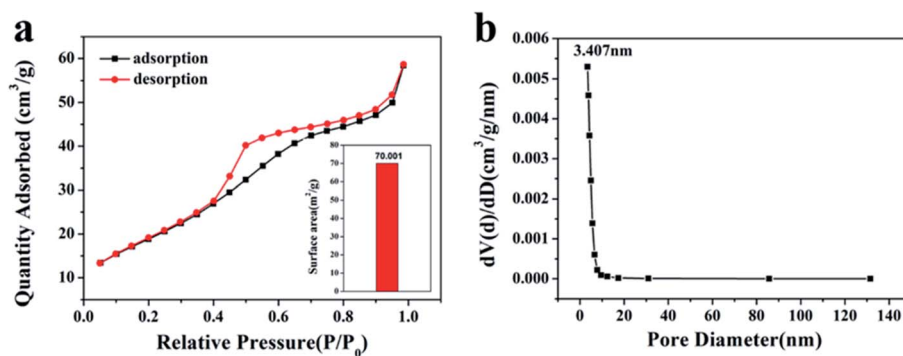 a
60
50
40
30
20
10
Quantity Adsorbed (cm³/g)
adsorption
desorption
0.0 0.2 0.4 0.6 0.8 1.0
Relative Pressure(P/P₀)
80
70
60
50
40
30
20
10
0
Surface area(m²/g)
70.001
b
0.006
0.005
0.004
0.003
0.002
0.001
0.000
dV(d)/dD(cm³/g/nm)
3.407nm
0 20 40 60 80 100 120 140
Pore Diameter(nm)